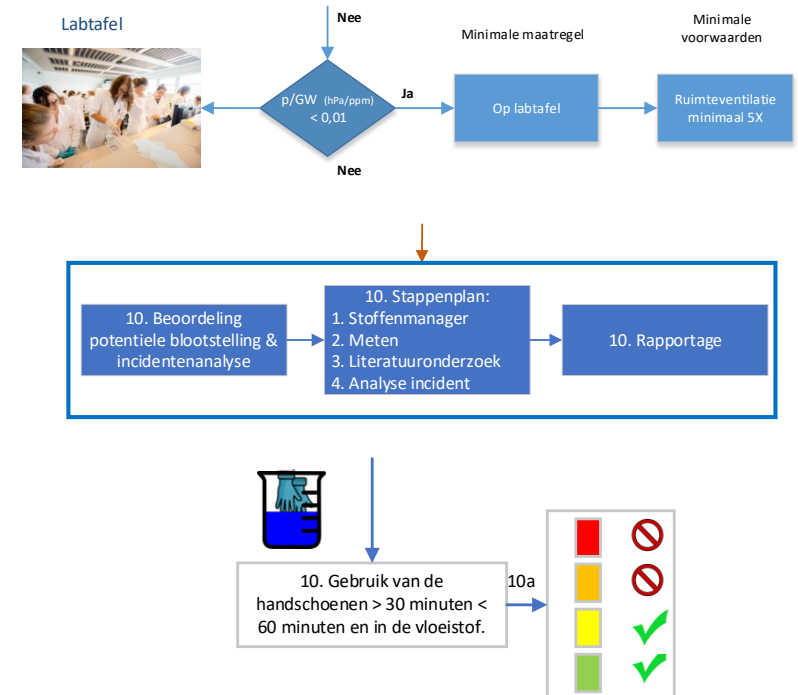 Labtafel
Nee
Minimale maatregel
Minimale
voorwaarden
p/GW (hPa/ppm)
< 0,01
Ja
Op labtafel
Ruimteventilatie
minimaal 5X
Nee
10. Beoordeling
potentiele blootstelling &
incidentenanalyse
10. Stappenplan:
1. Stoffenmanager
2. Meten
3. Literatuuronderzoek
4. Analyse incident
10. Rapportage
10. Gebruik van de
handschoenen > 30 minuten <
60 minuten en in de vloeistof.
10a